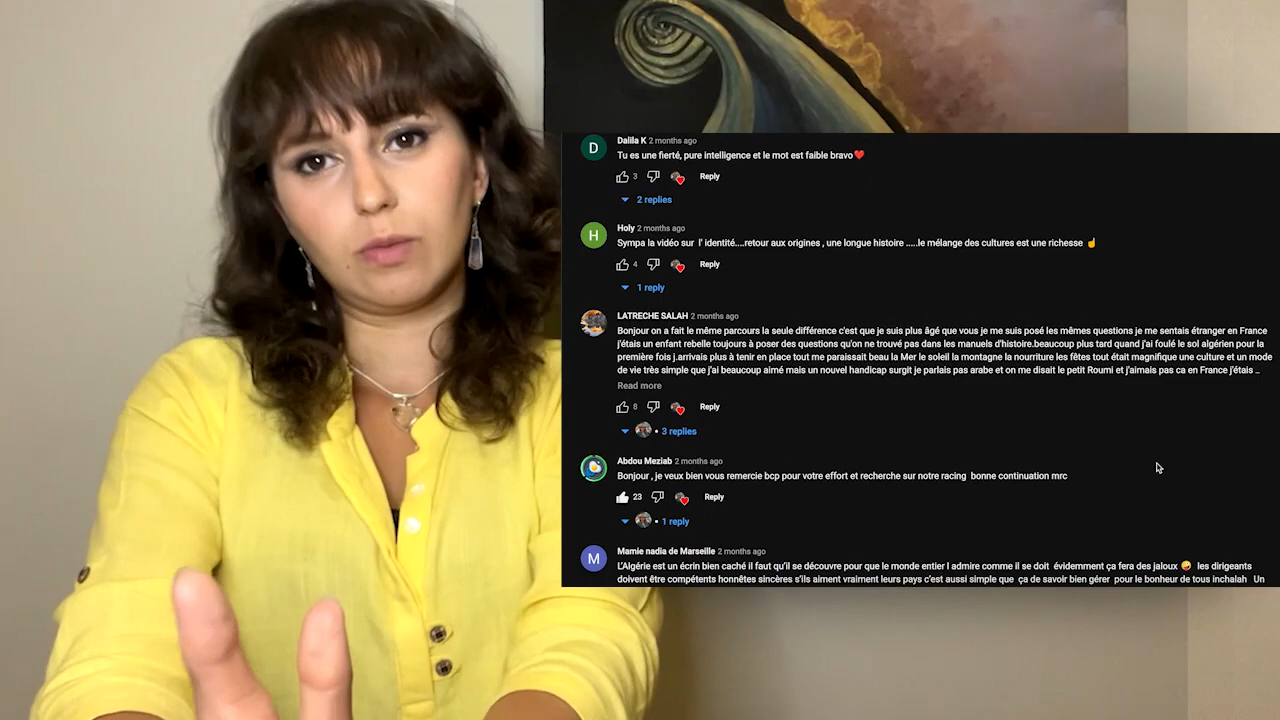 D
Dalila K 2 months ago
Tu es une fierté, pure intelligence et le mot est faible bravo❤️
3 Reply
2 replies
H
Holy 2 months ago
Sympa la vidéo sur l' identité....retour aux origines , une longue histoire .....le mélange des cultures est une richesse ☝️
4 Reply
1 reply
LATRECHE SALAH 2 months ago
Bonjour on a fait le même parcours la seule différence c'est que je suis plus âgé que vous je me suis posé les mêmes questions je me sentais étranger en France
j'étais un enfant rebelle toujours à poser des questions qu'on ne trouvé pas dans les manuels d'histoire.beaucoup plus tard quand j'ai foulé le sol algérien pour la
première fois j.arrivais plus à tenir en place tout me paraissait beau la Mer le soleil la montagne la nourriture les fêtes tout était magnifique une culture et un mode
de vie très simple que j'ai beaucoup aimé mais un nouvel handicap surgit je parlais pas arabe et on me disait le petit Roumi et j'aimais pas ca en France j'étais ...
Read more
8 Reply
• 3 replies
Abdou Meziab 2 months ago
Bonjour , je veux bien vous remercie bcp pour votre effort et recherche sur notre racing bonne continuation mrc
23 Reply
• 1 reply
M
Mamie nadia de Marseille 2 months ago
L'Algérie est un écrin bien caché il faut qu'il se découvre pour que le monde entier l admire comme il se doit évidemment ça fera des jaloux 🤪 les dirigeants
doivent être compétents honnêtes sincères s'ils aiment vraiment leurs pays c'est aussi simple que ça de savoir bien gérer pour le bonheur de tous inchalah Un